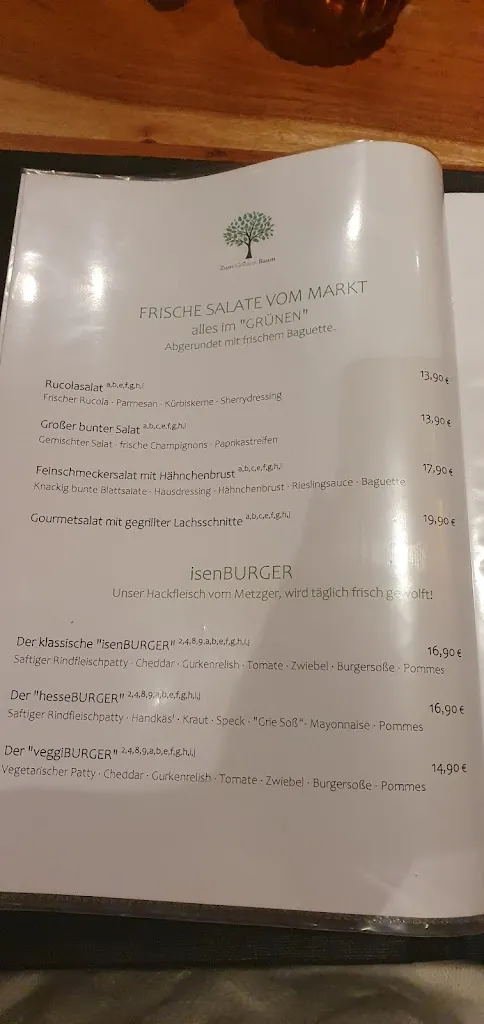 Zum Baum
FRISCHE SALATE VOM MARKT
alles im "GRÜNEN"
Abgerundet mit frischem Baguette.
Rucolasalat a,b,e,f,g,h,i 13,90 €
Frischer Rucola · Parmesan · Kürbiskerne · Sherrydressing
Großer bunter Salat a,b,c,e,f,g,h,i 13,90 €
Gemischter Salat · frische Champignons · Paprikastreifen
Feinschmeckersalat mit Hähnchenbrust a,b,c,e,f,g,h,i 17,90 €
Knackig bunte Blattsalate · Hausdressing · Hähnchenbrust · Rieslingsauce · Baguette
Gourmetsalat mit gegrillter Lachsschnitte a,b,c,e,f,g,h,i,j 19,90 €
isenBURGER
Unser Hackfleisch vom Metzger, wird täglich frisch gewolft!
Der klassische "isenBURGER" 2,4,8,9,a,b,e,f,g,h,i,j 16,90 €
Saftiger Rindfleischpatty · Cheddar · Gurkenrelish · Tomate · Zwiebel · Burgersoße · Pommes
Der "hesseBURGER" 2,4,8,9,a,b,e,f,g,h,i,j 16,90 €
Saftiger Rindfleischpatty · Handkäs' · Kraut · Speck · "Grie Soß"- Mayonnaise · Pommes
Der "veggiBURGER" 2,4,8,9,a,b,e,f,g,h,i,j 14,90 €
Vegetarischer Patty · Cheddar · Gurkenrelish · Tomate · Zwiebel · Burgersoße · Pommes